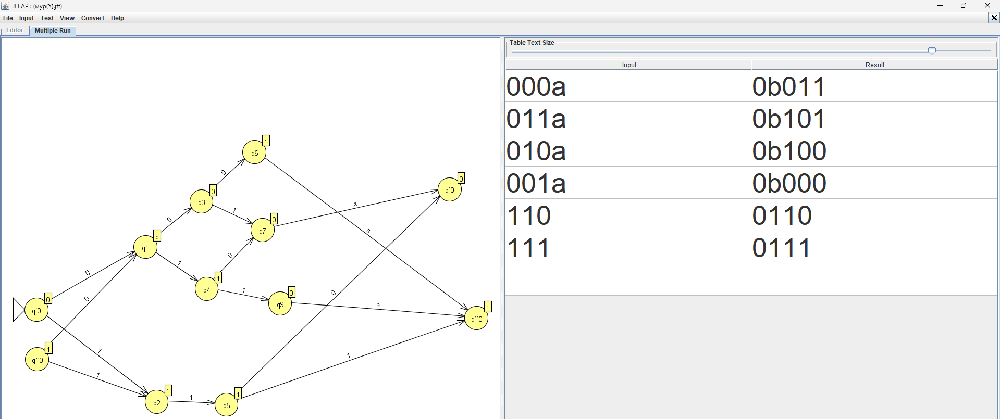 JFLAP : (мур(Y).jff)
File Input Test View Convert Help
Editor Multiple Run
Table Text Size
Input Result
000a 0b011
011a 0b101
010a 0b100
001a 0b000
110 0110
111 0111
1
q6
0
0
q3
0
q`0
a
1
0
q7
0
a
b
q1
1
0
0
1
q4
1
0
q9
a
0
0
0
q`0
1
q``0
1
1
q``0
1
1
1
q2
1
1
q5